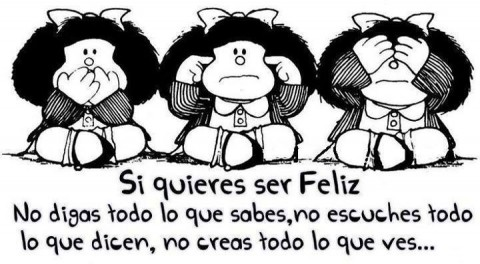 Si quieres ser Feliz
No digas todo lo que sabes,no escuches todo
lo que dicen, no creas todo lo que ves...